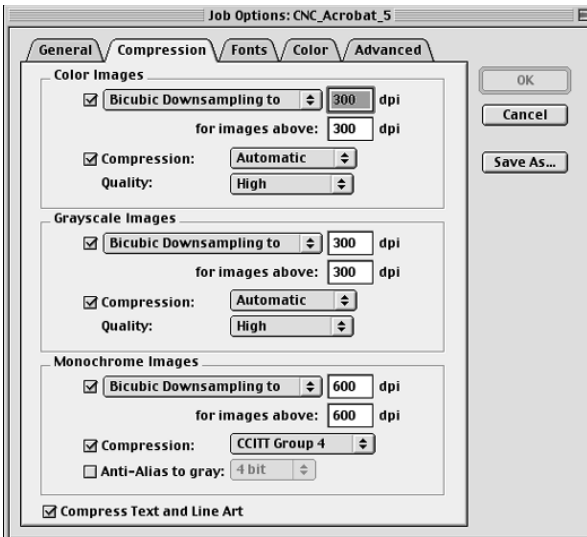 Job Options: CNC_Acrobat_5
General Compression Fonts Color Advanced
Color Images
Bicubic Downsampling to 300 dpi
for images above: 300 dpi
Compression: Automatic
Quality: High
Grayscale Images
Bicubic Downsampling to 300 dpi
for images above: 300 dpi
Compression: Automatic
Quality: High
Monochrome Images
Bicubic Downsampling to 600 dpi
for images above: 600 dpi
Compression: CCITT Group 4
Anti-Alias to gray: 4 bit
Compress Text and Line Art
OK
Cancel
Save As...